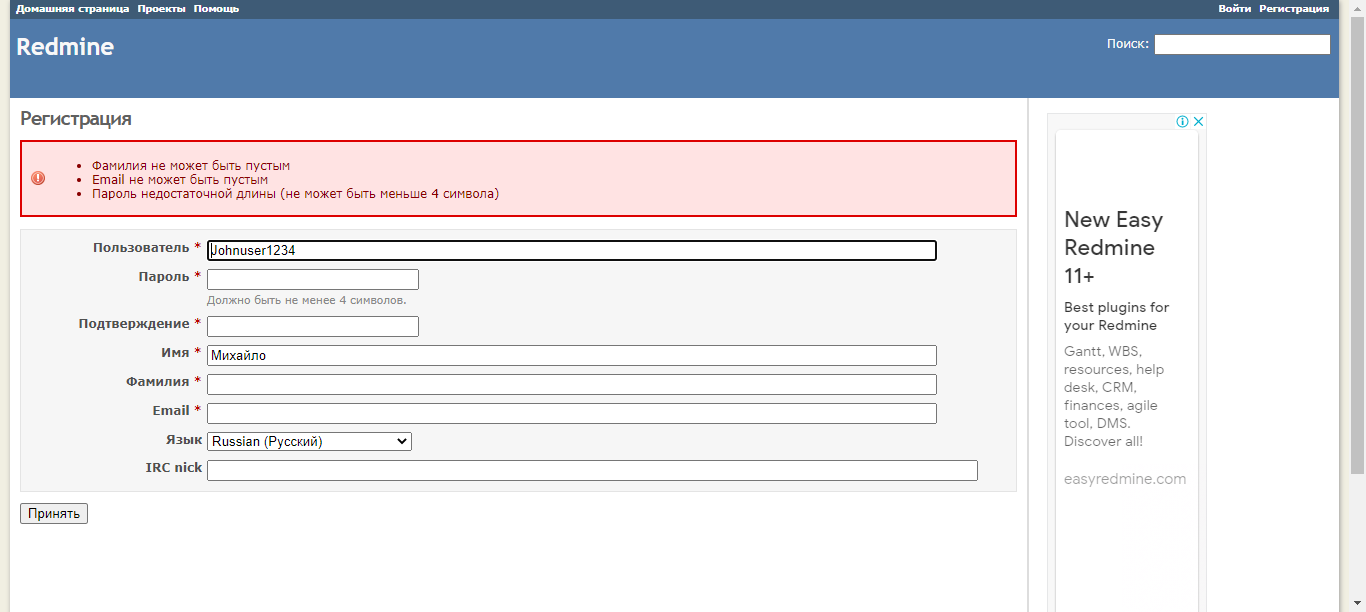 Домашняя страница Проекты Помощь Войти Регистрация
Redmine
Поиск:
Регистрация
Фамилия не может быть пустым
Email не может быть пустым
Пароль недостаточной длины (не может быть меньше 4 символа)
Пользователь * Johnuser1234
Пароль *
Должно быть не менее 4 символов.
Подтверждение *
Имя * Михайло
Фамилия *
Email *
Язык Russian (Русский)
IRC nick
Принять
New Easy
Redmine
11+
Best plugins for
your Redmine
Gantt, WBS,
resources, help
desk, CRM,
finances, agile
tool, DMS.
Discover all!
easyredmine.com